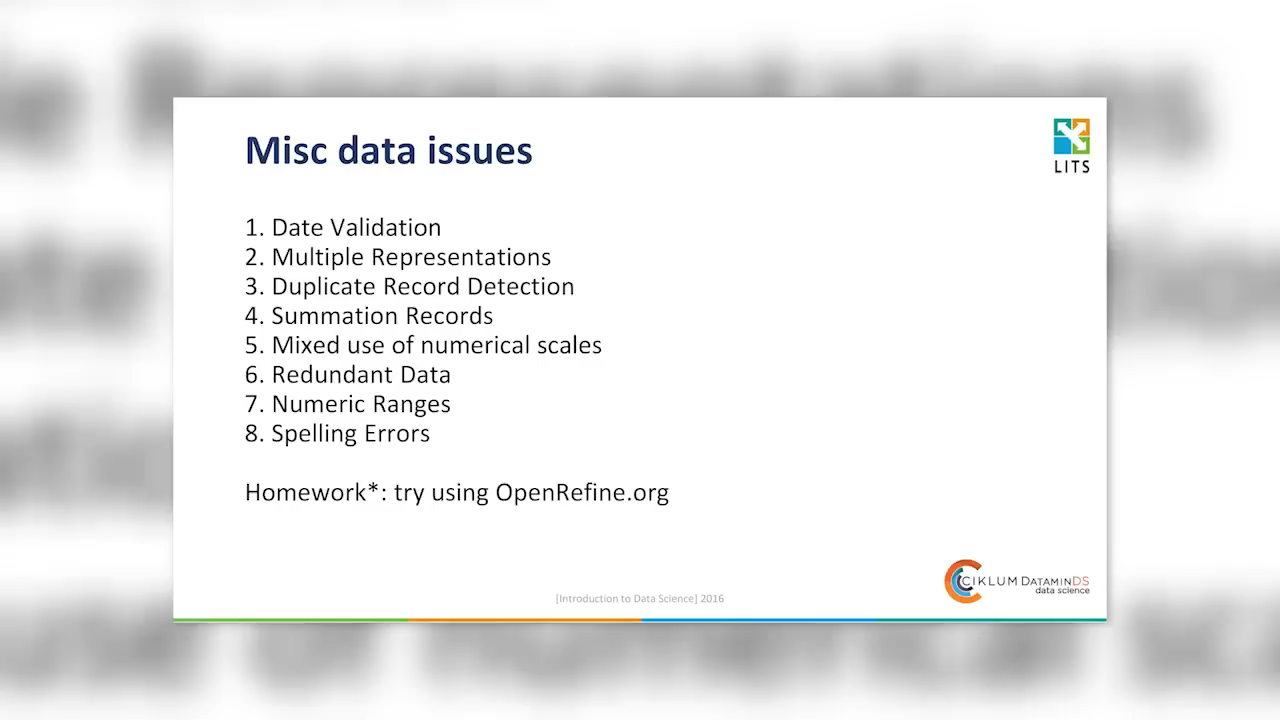 Misc data issues
LITS
1. Date Validation
2. Multiple Representations
3. Duplicate Record Detection
4. Summation Records
5. Mixed use of numerical scales
6. Redundant Data
7. Numeric Ranges
8. Spelling Errors
Homework*: try using OpenRefine.org
CIKLUM DATAMINDS
data science
[Introduction to Data Science] 2016